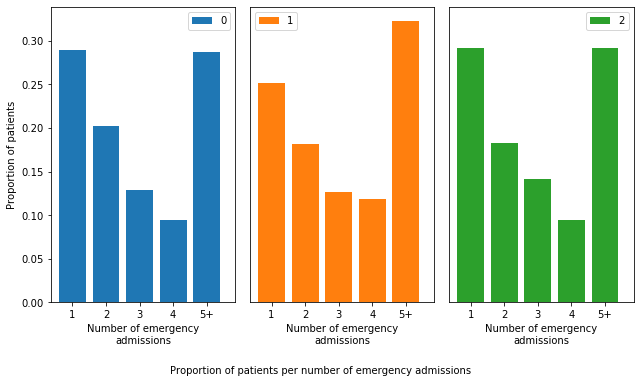 0
1
2
Proportion of patients
0.30
0.25
0.20
0.15
0.10
0.05
0.00
1 2 3 4 5+
1 2 3 4 5+
1 2 3 4 5+
Number of emergency
admissions
Number of emergency
admissions
Number of emergency
admissions
Proportion of patients per number of emergency admissions